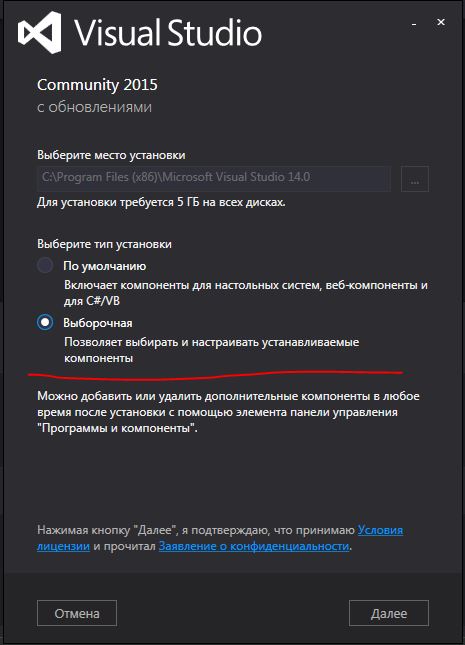 Visual Studio
Community 2015
с обновлениями
Выберите место установки
C:\Program Files (x86)\Microsoft Visual Studio 14.0
...
Для установки требуется 5 ГБ на всех дисках.
Выберите тип установки
По умолчанию
Включает компоненты для настольных систем, веб-компоненты и
для C#/VB
Выборочная
Позволяет выбирать и настраивать устанавливаемые
компоненты
Можно добавить или удалить дополнительные компоненты в любое
время после установки с помощью элемента панели управления
"Программы и компоненты".
Нажимая кнопку "Далее", я подтверждаю, что принимаю Условия
лицензии и прочитал Заявление о конфиденциальности.
Отмена
Далее